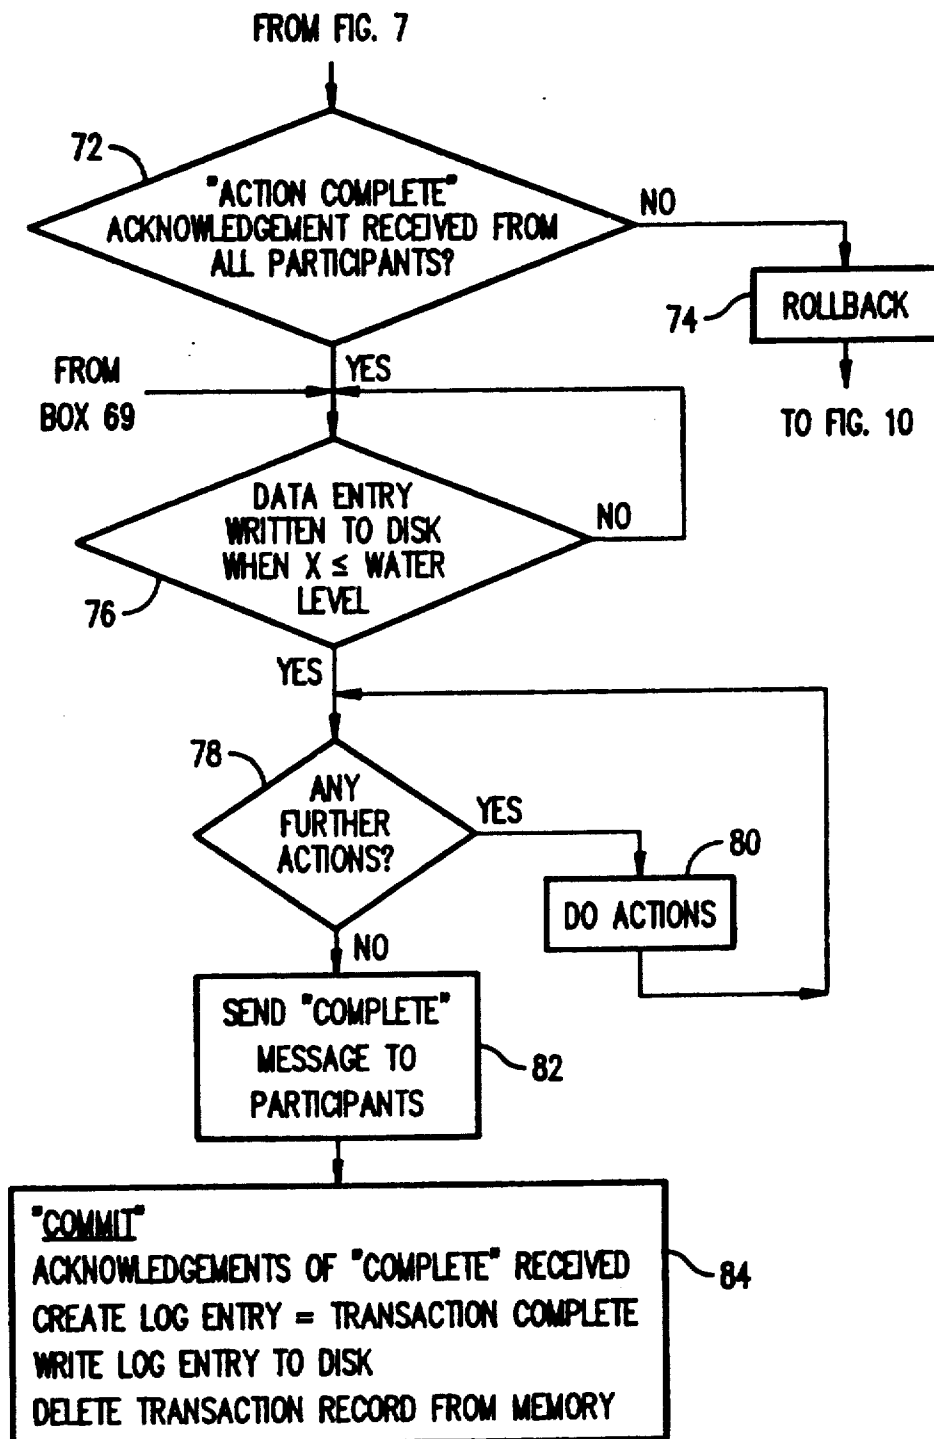 FROM FIG. 7
72
"ACTION COMPLETE"
ACKNOWLEDGEMENT RECEIVED FROM
ALL PARTICIPANTS?
NO
74
ROLLBACK
TO FIG. 10
YES
FROM
BOX 69
DATA ENTRY
WRITTEN TO DISK
WHEN X ≤ WATER
LEVEL
NO
76
YES
78
ANY
FURTHER
ACTIONS?
YES
80
DO ACTIONS
NO
SEND "COMPLETE"
MESSAGE TO
PARTICIPANTS
82
"COMMIT"
ACKNOWLEDGEMENTS OF "COMPLETE" RECEIVED
CREATE LOG ENTRY = TRANSACTION COMPLETE
WRITE LOG ENTRY TO DISK
DELETE TRANSACTION RECORD FROM MEMORY
84